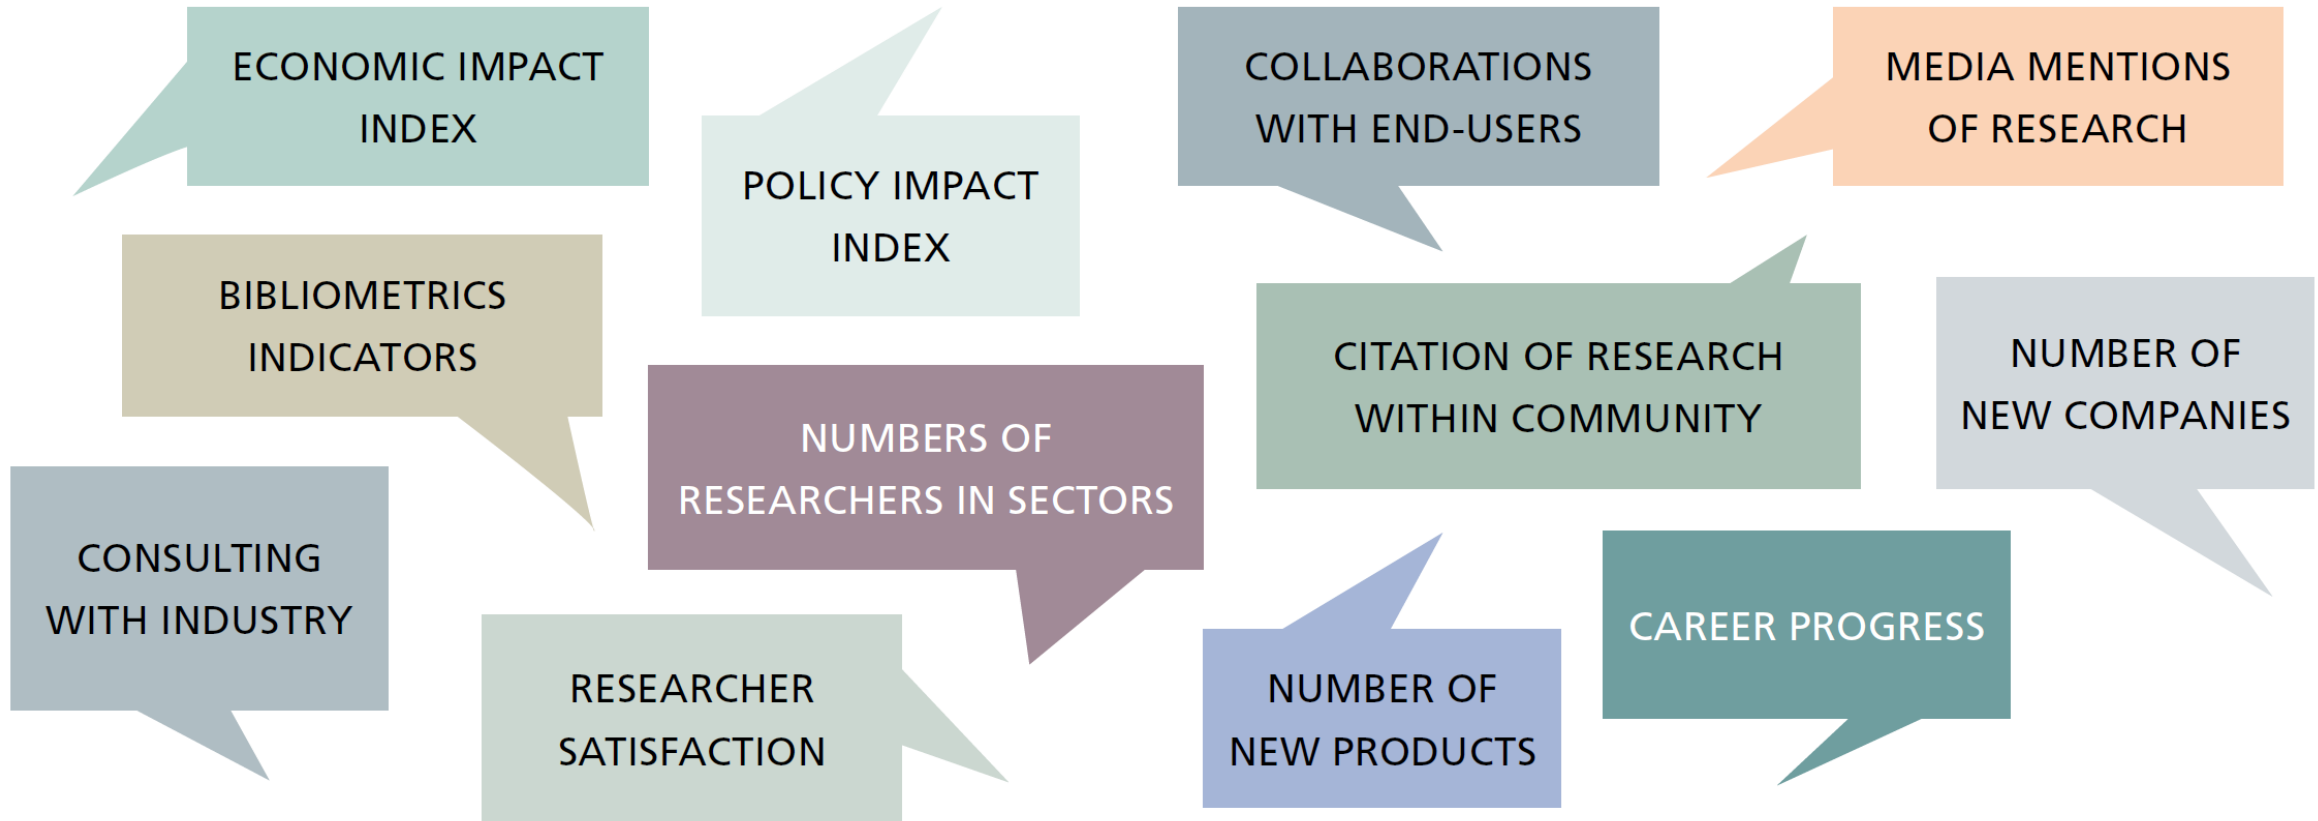 ECONOMIC IMPACT
INDEX
POLICY IMPACT
INDEX
COLLABORATIONS
WITH END-USERS
MEDIA MENTIONS
OF RESEARCH
BIBLIOMETRICS
INDICATORS
NUMBERS OF
RESEARCHERS IN SECTORS
CITATION OF RESEARCH
WITHIN COMMUNITY
NUMBER OF
NEW COMPANIES
CONSULTING
WITH INDUSTRY
RESEARCHER
SATISFACTION
NUMBER OF
NEW PRODUCTS
CAREER PROGRESS